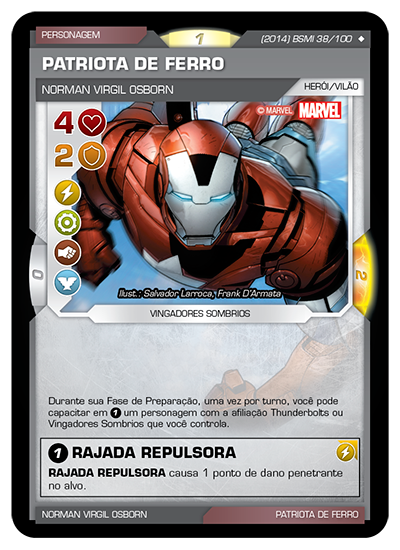 PERSONAGEM
1
(2014) BSMI 38/100
PATRIOTA DE FERRO
NORMAN VIRGIL OSBORN
HERÓI/VILÃO
© MARVEL MARVEL
4
2
0
2
Ilust.: Salvador Larroca, Frank D'Armata
VINGADORES SOMBRIOS
Durante sua Fase de Preparação, uma vez por turno, você pode
capacitar em 1 um personagem com a afiliação Thunderbolts ou
Vingadores Sombrios que você controla.
1 RAJADA REPULSORA
RAJADA REPULSORA causa 1 ponto de dano penetrante
no alvo.
NORMAN VIRGIL OSBORN
PATRIOTA DE FERRO